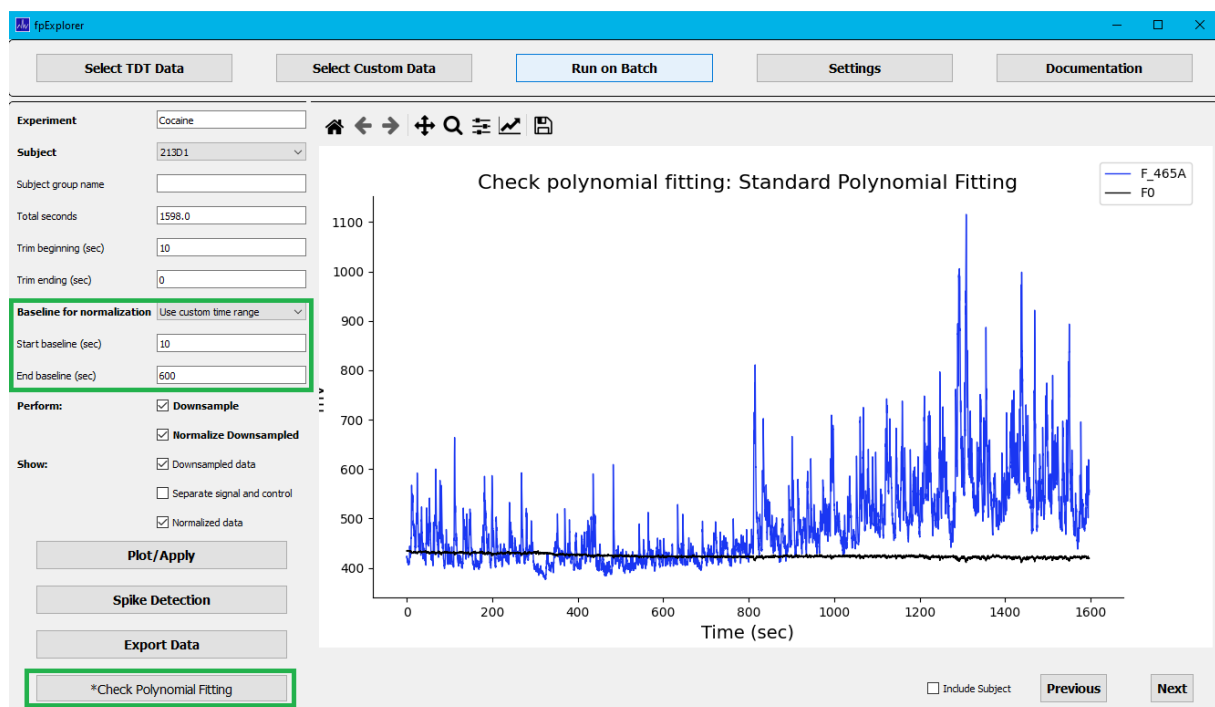 fpExplorer
Select TDT Data
Select Custom Data
Run on Batch
Settings
Documentation
Experiment Cocaine
Subject 213D1
Subject group name
Total seconds 1598.0
Trim beginning (sec) 10
Trim ending (sec) 0
Baseline for normalization Use custom time range
Start baseline (sec) 10
End baseline (sec) 600
Perform: Downsample
Normalize Downsampled
Show: Downsampled data
Separate signal and control
Normalized data
Plot/Apply
Spike Detection
Export Data
*Check Polynomial Fitting
Check polynomial fitting: Standard Polynomial Fitting
F_465A
F0
1100
1000
900
800
700
600
500
400
0 200 400 600 800 1000 1200 1400 1600
Time (sec)
Include Subject
Previous
Next